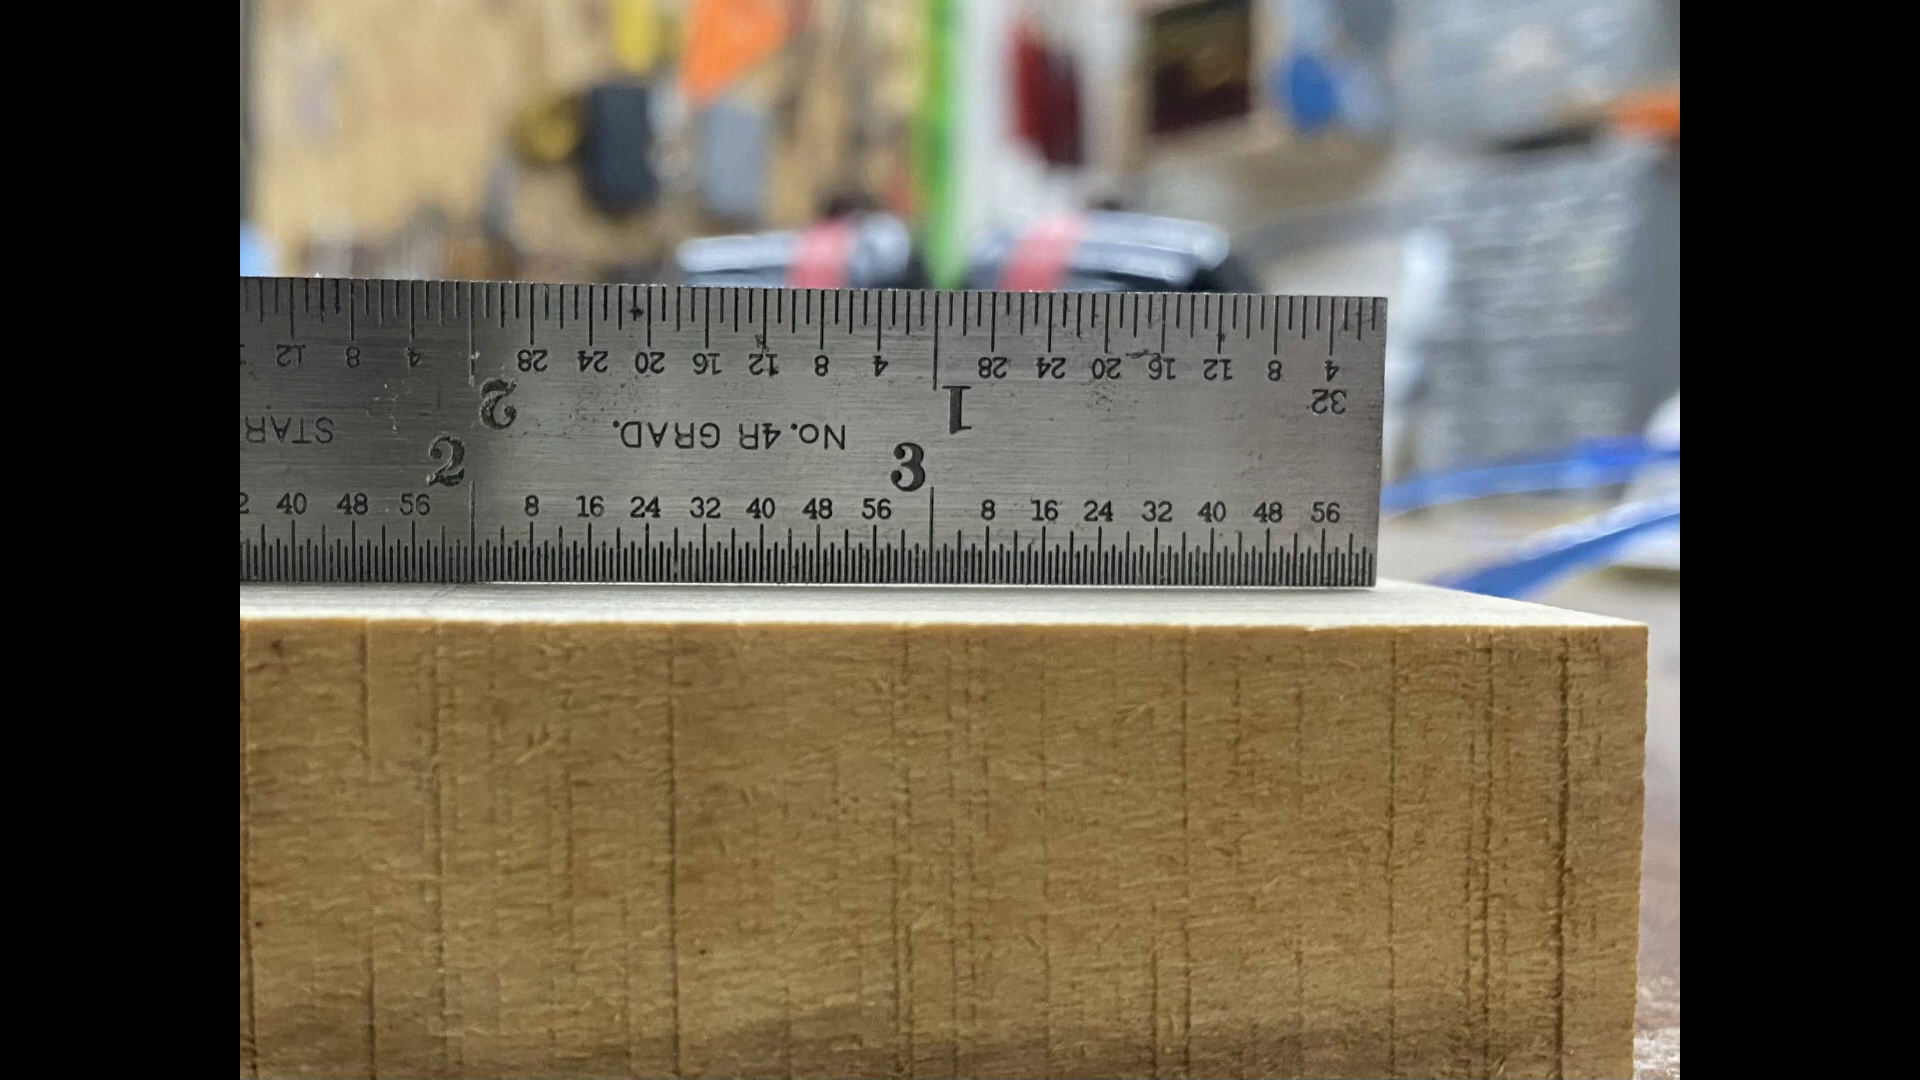 12 8 4 28 24 20 16 12 8 4 28 24 20 16 12 8 4
32
2 1
STAR No. 4R GRAD.
2 3
2 40 48 56 8 16 24 32 40 48 56 8 16 24 32 40 48 56